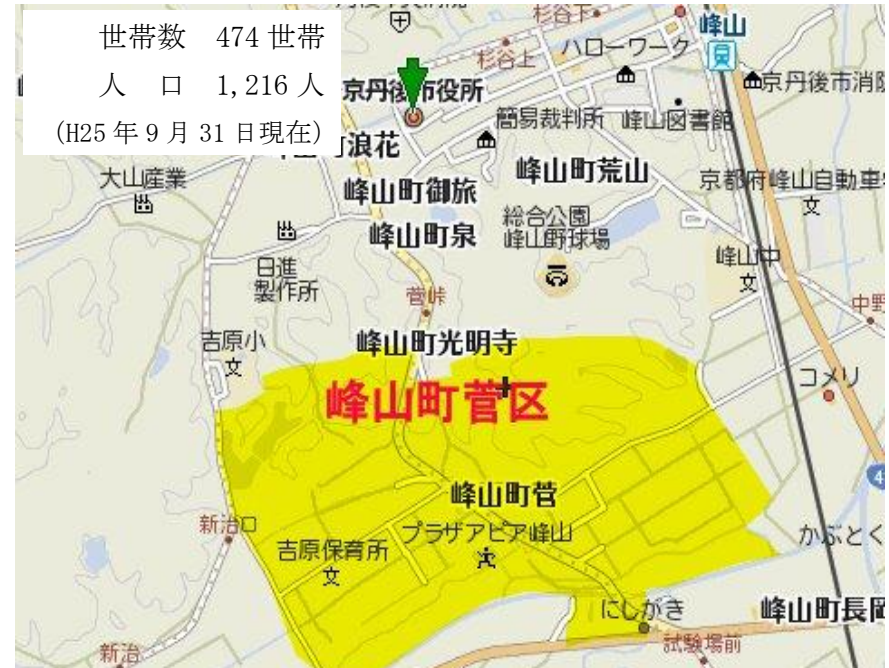 世帯数 474 世帯
人 口 1,216 人
(H25 年 9 月 31 日現在)
杉谷下
杉谷上
峰山
ハローワーク
京丹後市役所
京丹後市消防
簡易裁判所
峰山図書館
浪花
大山産業
峰山町御旅
峰山町荒山
京都府峰山自動車
文
総合公園
峰山野球場
峰山町泉
日進
製作所
峰山中
文
菅峠
中野
吉原小
文
峰山町光明寺
コメリ
峰山町菅区
峰山町菅
新治口
吉原保育所
文
プラザアピア峰山
かぶとく
にしがき
峰山町長岡
試験場前
新治